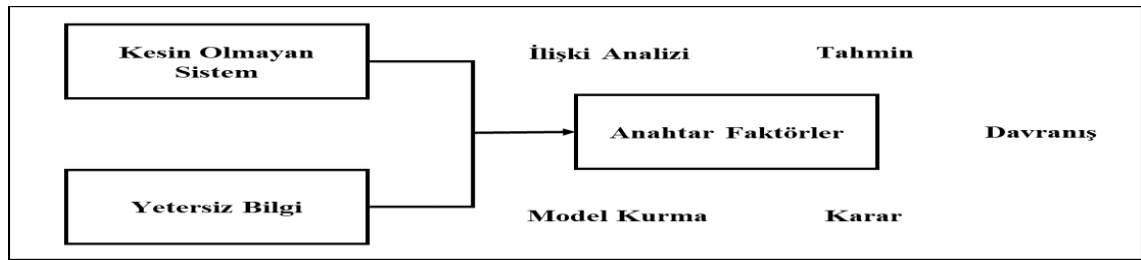 Kesin Olmayan
Sistem
İlişki Analizi
Tahmin
Anahtar Faktörler
Davranış
Yetersiz Bilgi
Model Kurma
Karar